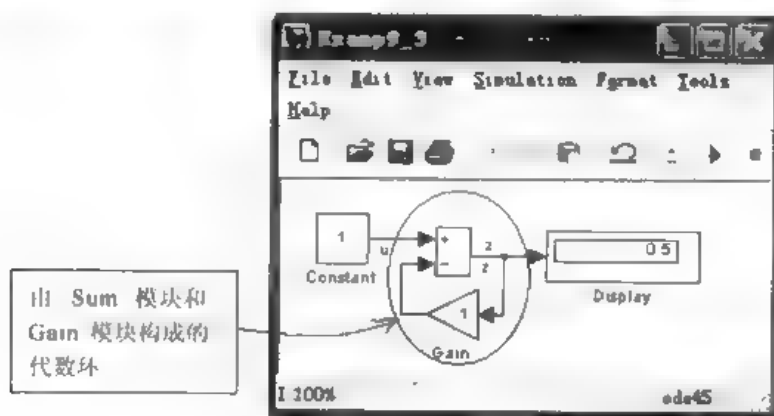 Examp9_3
File Edit View Simulation Format Tools
Help
1
Constant
u
+
−
z
z
0.5
Display
1
Gain
由 Sum 模块和
Gain 模块构成的
代数环
100%
ode45